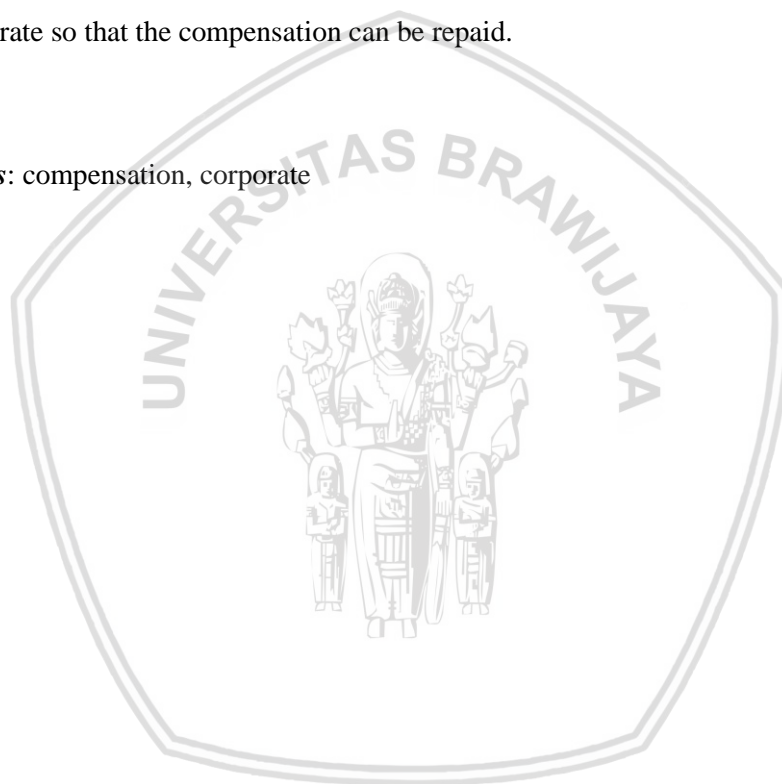 rate so that the compensation can be repaid.
s: compensation, corporate
UNIVERSITAS BRAWIJAYA